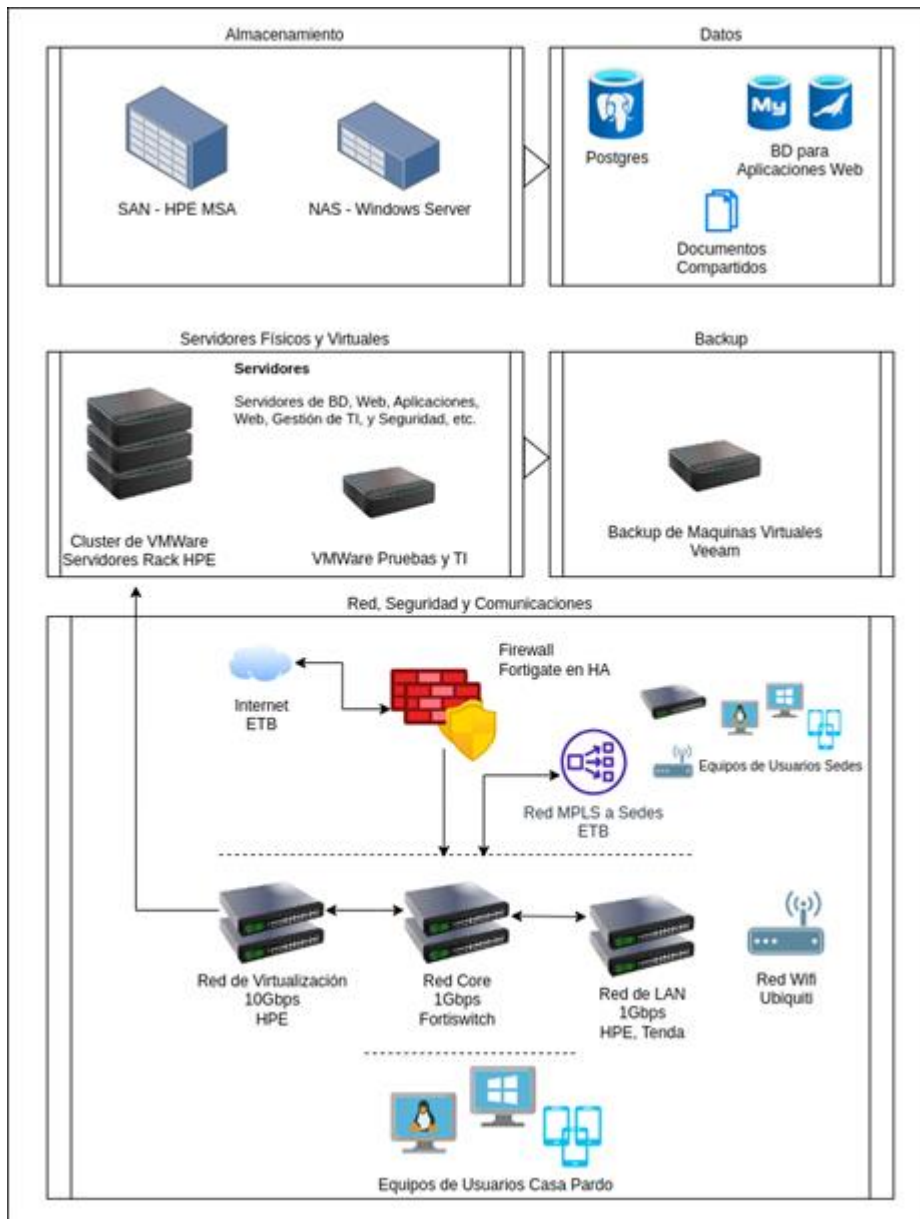 Almacenamiento
SAN - HPE MSA
NAS - Windows Server
Datos
Postgres
My
BD para
Aplicaciones Web
Documentos
Compartidos
Servidores Físicos y Virtuales
Servidores
Servidores de BD, Web, Aplicaciones,
Web, Gestión de TI, y Seguridad, etc.
Cluster de VMWare
Servidores Rack HPE
VMWare Pruebas y TI
Backup
Backup de Maquinas Virtuales
Veeam
Red, Seguridad y Comunicaciones
Internet
ETB
Firewall
Fortigate en HA
Equipos de Usuarios Sedes
Red MPLS a Sedes
ETB
Red de Virtualización
10Gbps
HPE
Red Core
1Gbps
Fortiswitch
Red de LAN
1Gbps
HPE, Tenda
Red Wifi
Ubiquiti
Equipos de Usuarios Casa Pardo